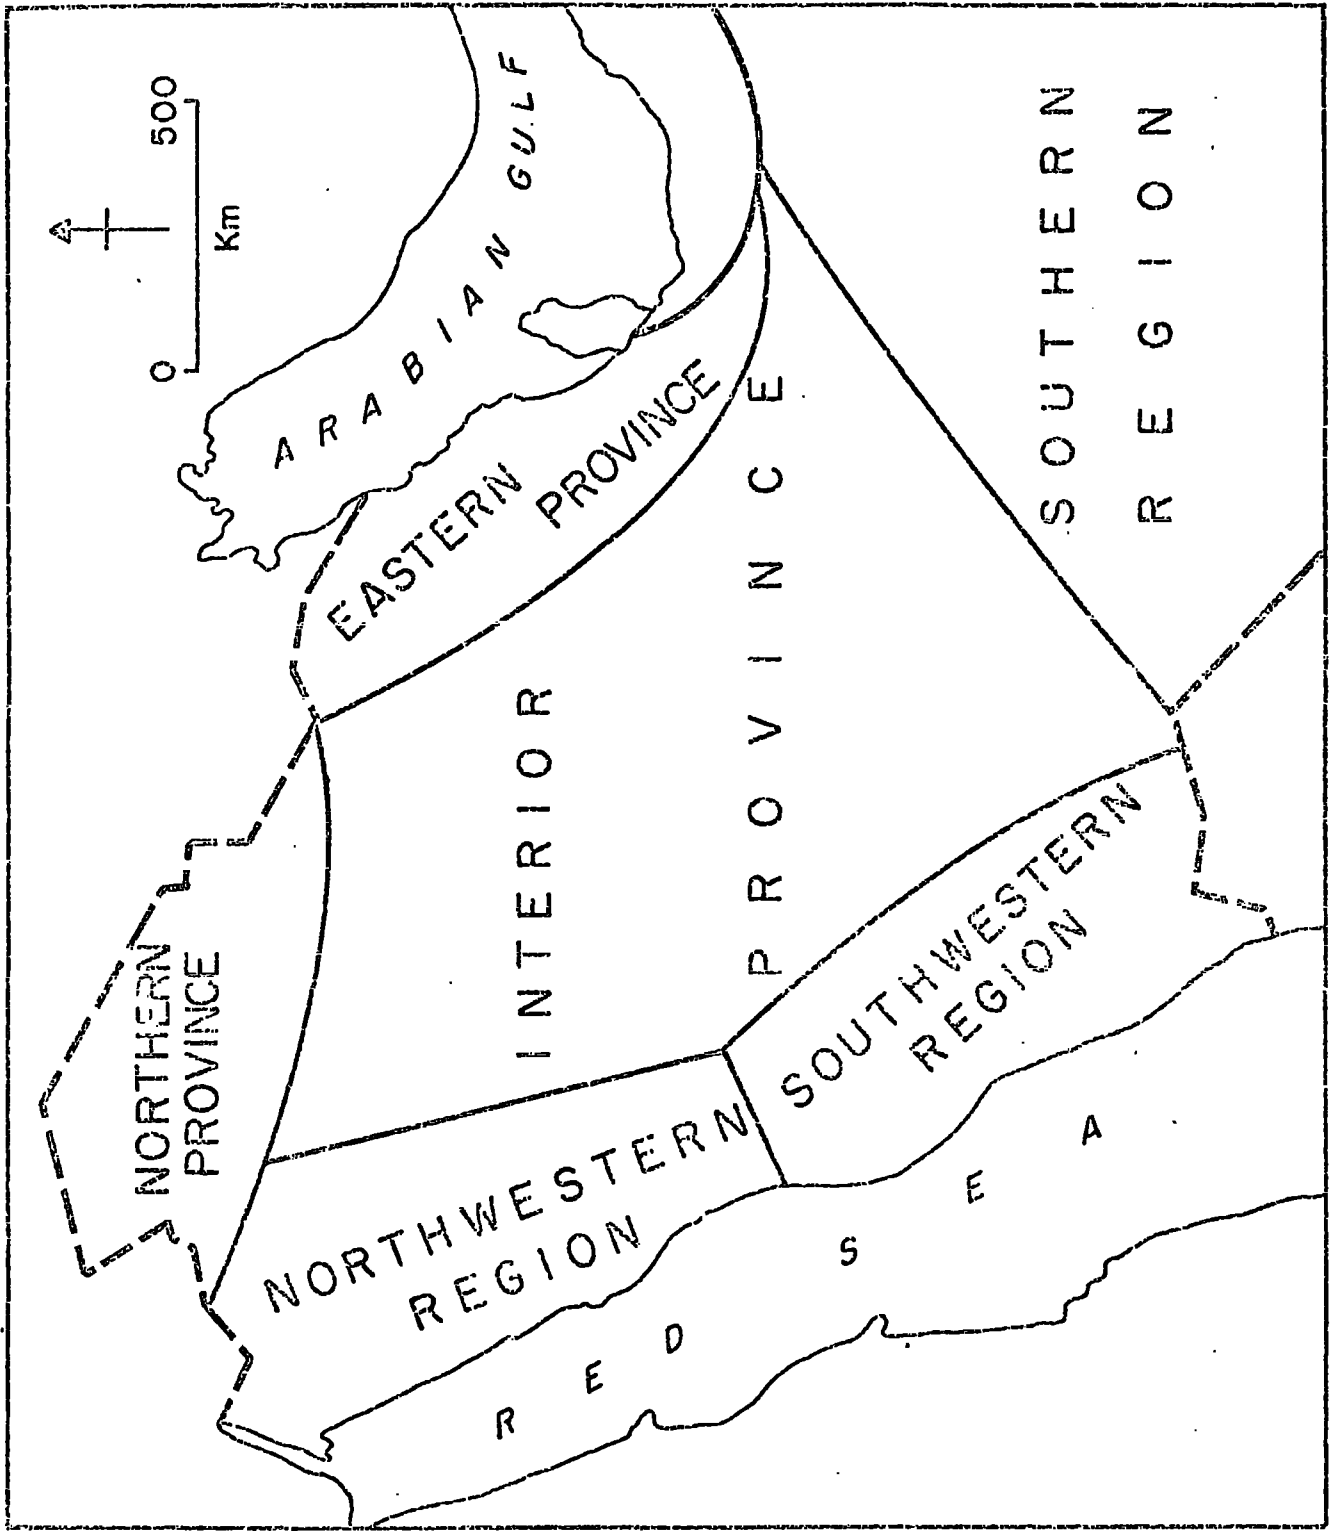 0 500
Km
ARABIAN GULF
NORTHERN
PROVINCE
EASTERN
PROVINCE
INTERIOR
PROVINCE
NORTHWESTERN
REGION
SOUTHWESTERN
REGION
RED SEA
SOUTHERN
REGION